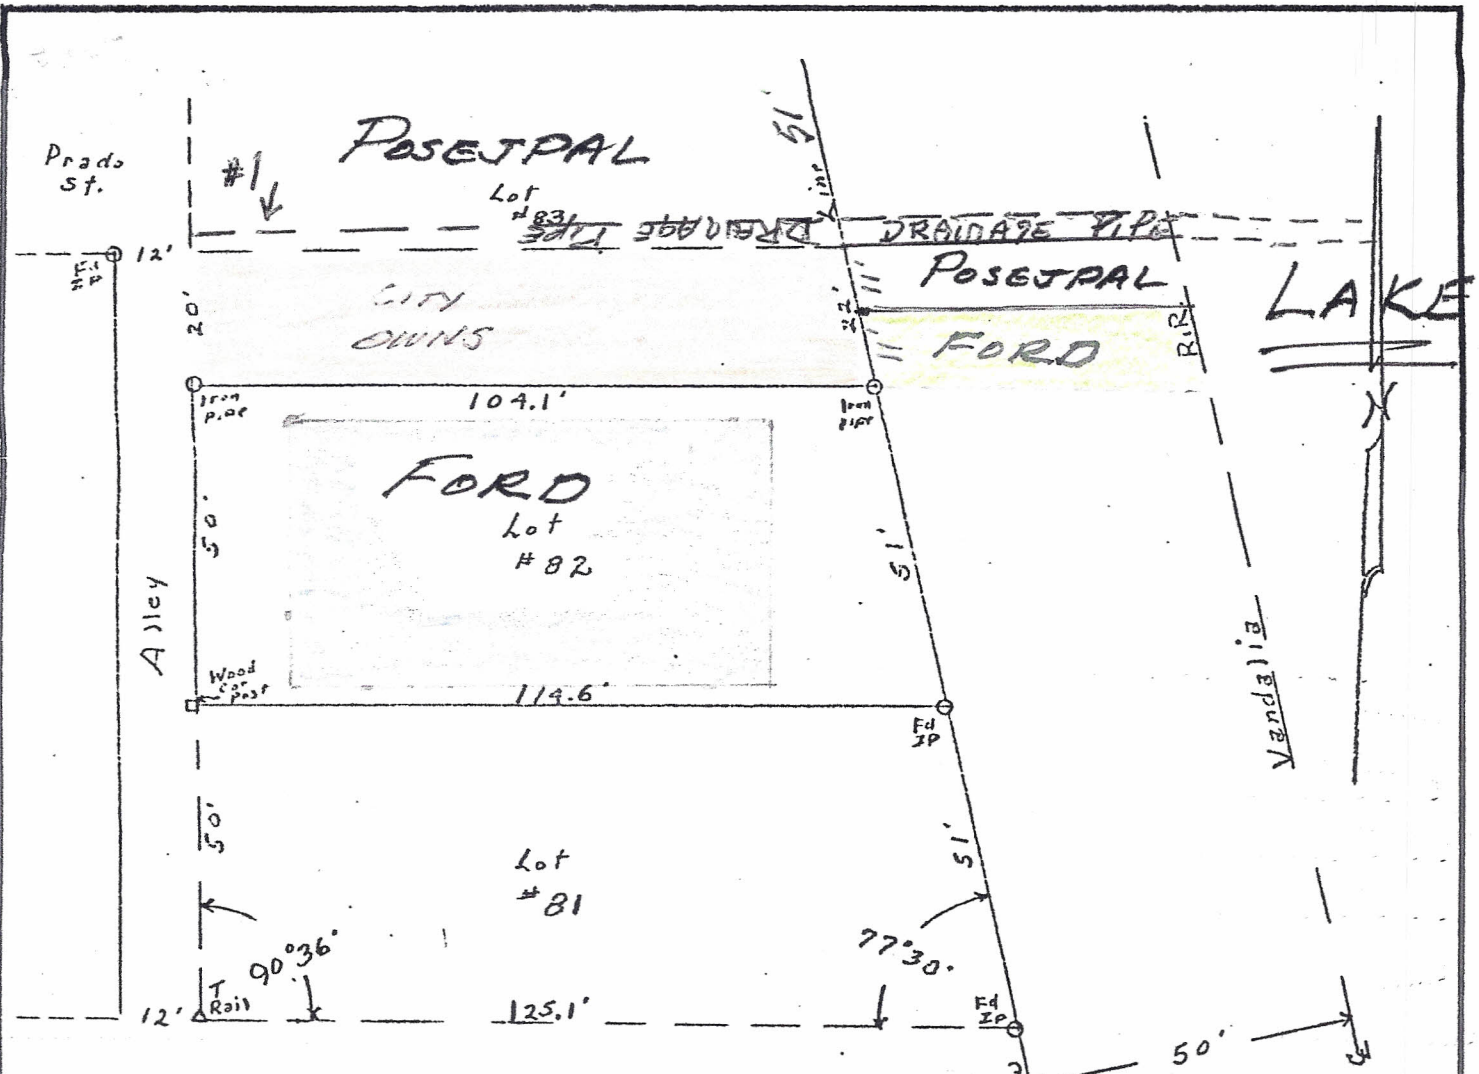 POSEJPAL
51'
Prado
St.
#1
Lot
#83
Line
DRAINAGE PIPE
DRAINAGE PIPE
12'
Fd
IP
POSEJPAL
LAKE
CITY
OWNS
20'
11'
22'
11'
FORD
R.R.
N
Iron
pipe
104.1'
Iron
pipe
FORD
Lot
#82
50'
51'
Alley
Wood
Cor
Post
114.6'
Fd
IP
Vandalia
50'
51'
Lot
#81
90°36'
77°30'
T
Rail
12'
125.1'
Fd
IP
50'